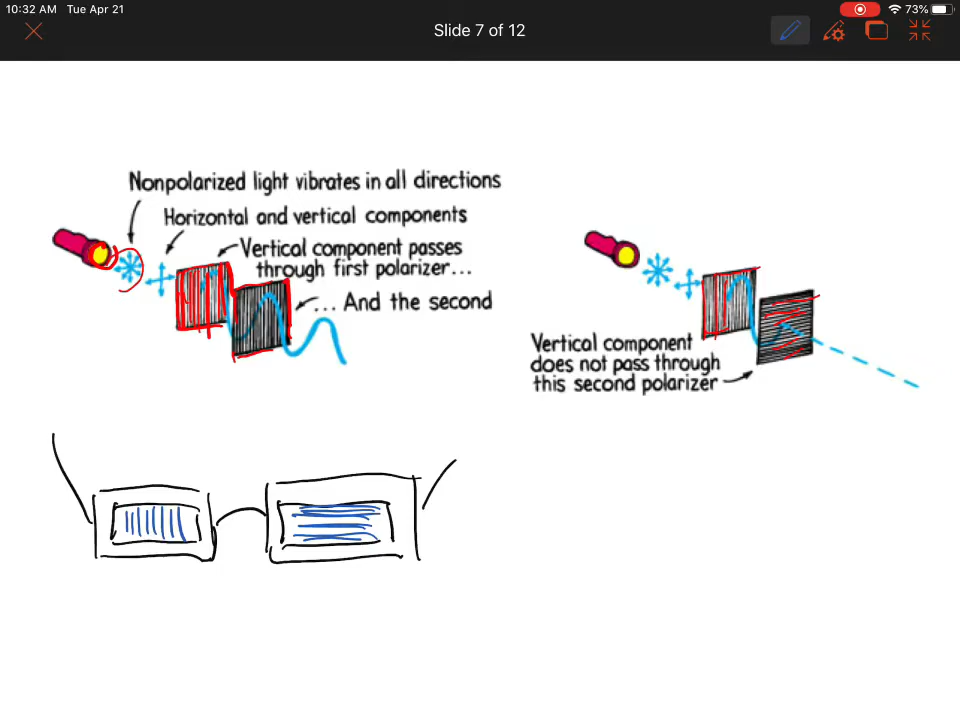 10:32 AM Tue Apr 21
73%
Slide 7 of 12
Nonpolarized light vibrates in all directions
Horizontal and vertical components
Vertical component passes
through first polarizer...
... And the second
Vertical component
does not pass through
this second polarizer